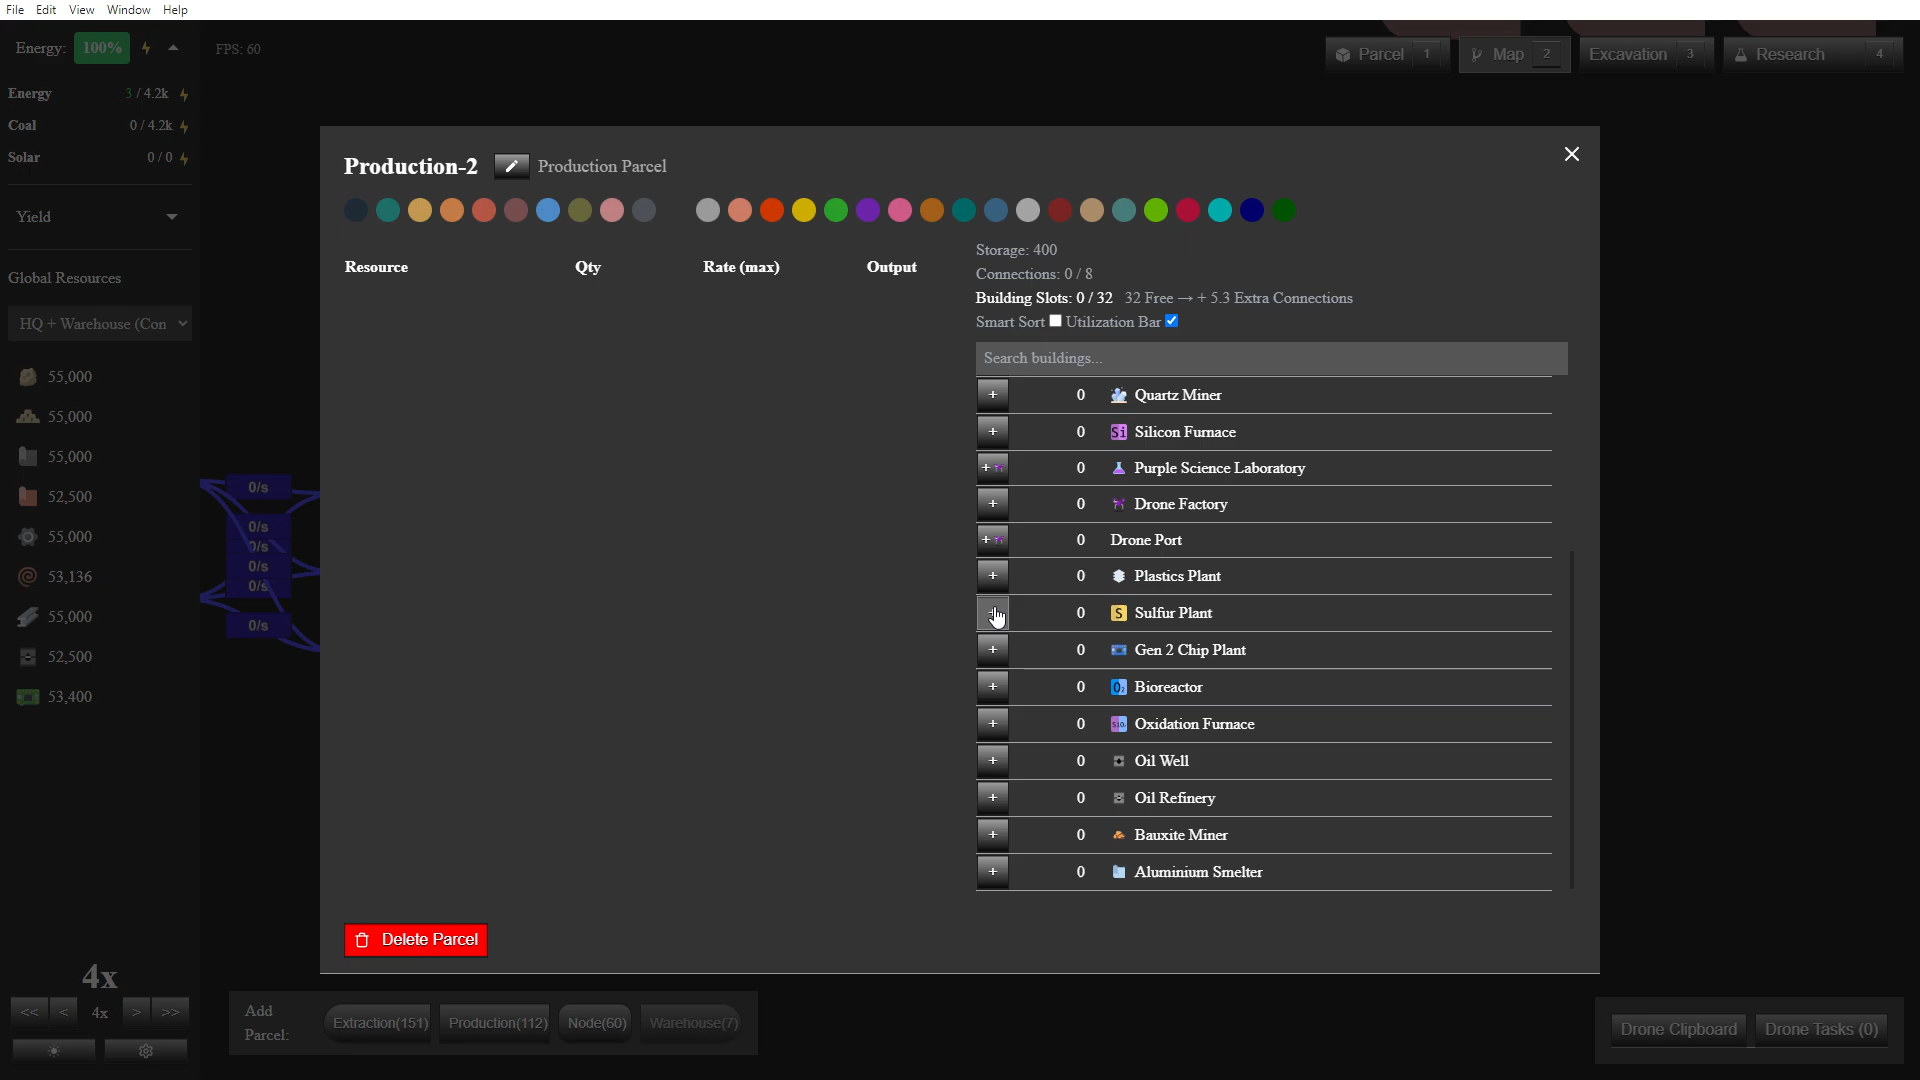 File Edit View Window Help
Energy: 100%
FPS: 60
Parcel 1
Map 2
Excavation 3
Research 4
Energy 3 / 4.2k
Coal 0 / 4.2k
Solar 0 / 0
Yield
Global Resources
HQ + Warehouse (Con
55,000
55,000
55,000
52,500
55,000
53,136
55,000
52,500
53,400
0/s
0/s
0/s
0/s
0/s
0/s
Production-2 Production Parcel
Resource Qty Rate (max) Output
Storage: 400
Connections: 0 / 8
Building Slots: 0 / 32 32 Free → + 5.3 Extra Connections
Smart Sort Utilization Bar
Search buildings...
+ 0 Quartz Miner
+ 0 Si Silicon Furnace
+ 0 Purple Science Laboratory
+ 0 Drone Factory
+ 0 Drone Port
+ 0 Plastics Plant
0 S Sulfur Plant
+ 0 Gen 2 Chip Plant
+ 0 O₂ Bioreactor
+ 0 Oxidation Furnace
+ 0 Oil Well
+ 0 Oil Refinery
+ 0 Bauxite Miner
+ 0 Aluminium Smelter
Delete Parcel
4x
<< < 4x > >>
Add
Parcel:
Extraction(151) Production(112) Node(60) Warehouse(7)
Drone Clipboard Drone Tasks (0)